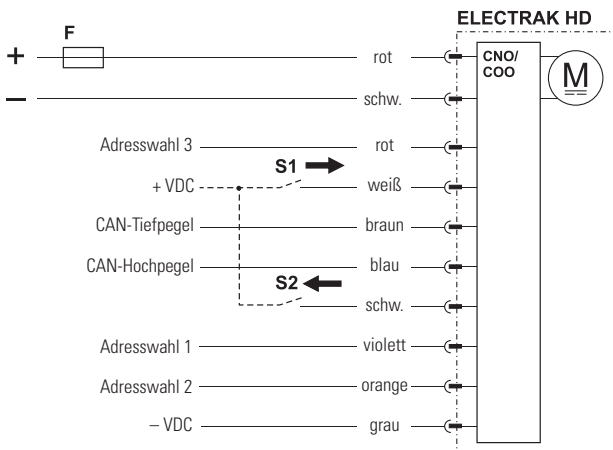 ELECTRAK HD
F
+ rot CNO/
COO
M
– schw.
Adresswahl 3 rot
S1
+ VDC weiß
CAN-Tiefpegel braun
CAN-Hochpegel blau
S2
schw.
Adresswahl 1 violett
Adresswahl 2 orange
– VDC grau